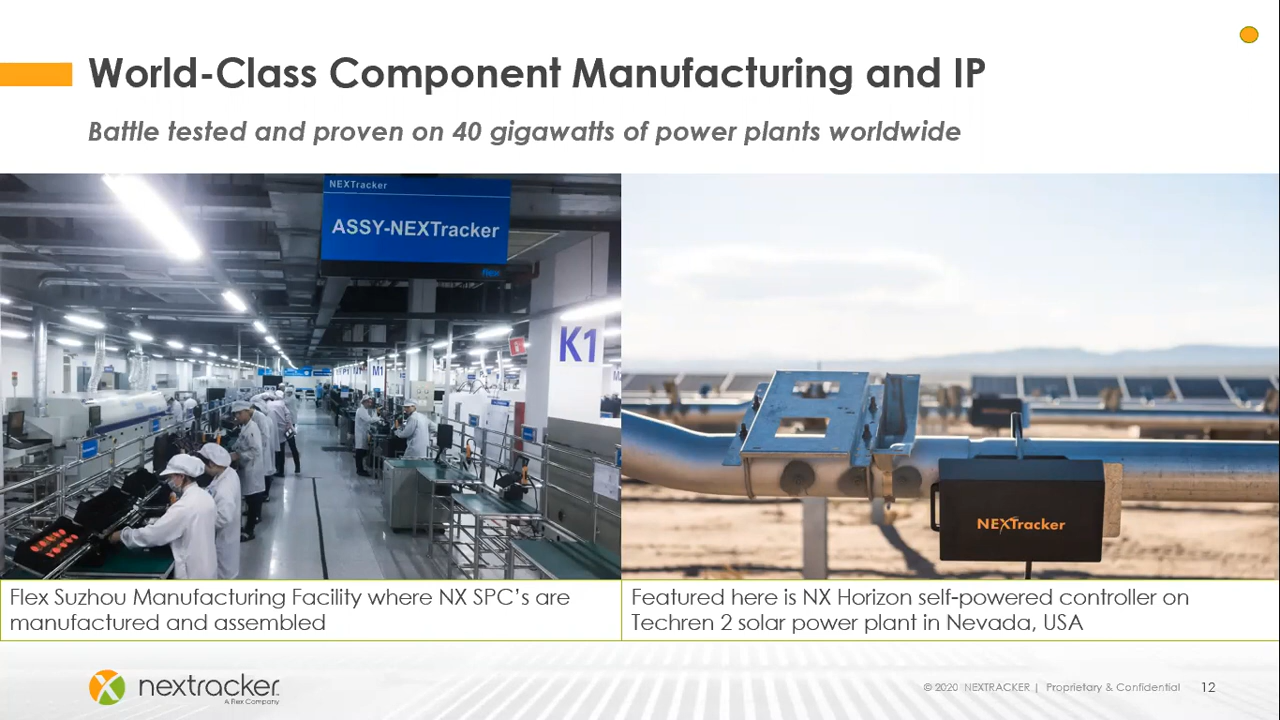 World-Class Component Manufacturing and IP
Battle tested and proven on 40 gigawatts of power plants worldwide
NEXTracker
ASSY-NEXTracker
K1
M1
NEXTracker
Flex Suzhou Manufacturing Facility where NX SPC's are
manufactured and assembled
Featured here is NX Horizon self-powered controller on
Techren 2 solar power plant in Nevada, USA
nextracker
A Flex Company
© 2020 NEXTRACKER | Proprietary & Confidential 12